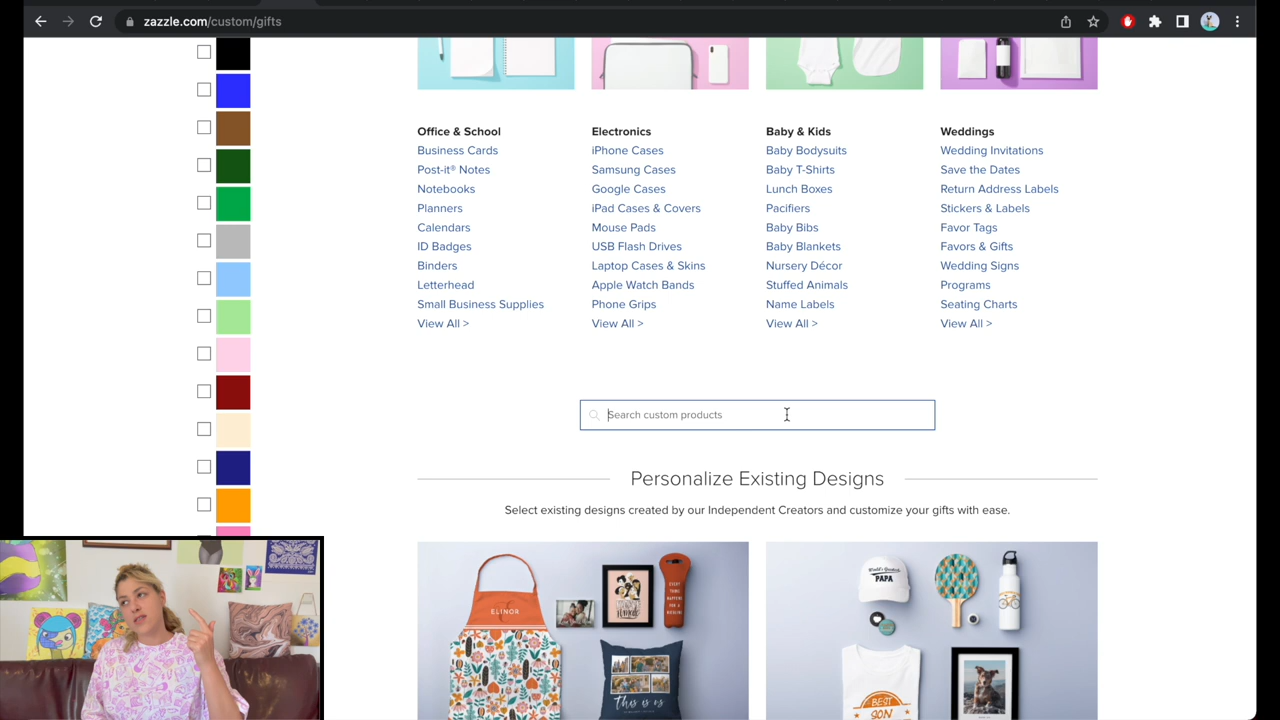 zazzle.com/custom/gifts
Office & School
Business Cards
Post-it® Notes
Notebooks
Planners
Calendars
ID Badges
Binders
Letterhead
Small Business Supplies
View All >
Electronics
iPhone Cases
Samsung Cases
Google Cases
iPad Cases & Covers
Mouse Pads
USB Flash Drives
Laptop Cases & Skins
Apple Watch Bands
Phone Grips
View All >
Baby & Kids
Baby Bodysuits
Baby T-Shirts
Lunch Boxes
Pacifiers
Baby Bibs
Baby Blankets
Nursery Décor
Stuffed Animals
Name Labels
View All >
Weddings
Wedding Invitations
Save the Dates
Return Address Labels
Stickers & Labels
Favor Tags
Favors & Gifts
Wedding Signs
Programs
Seating Charts
View All >
Search custom products
Personalize Existing Designs
Select existing designs created by our Independent Creators and customize your gifts with ease.
ELINOR
this is us
World's Greatest
PAPA
BEST
SON